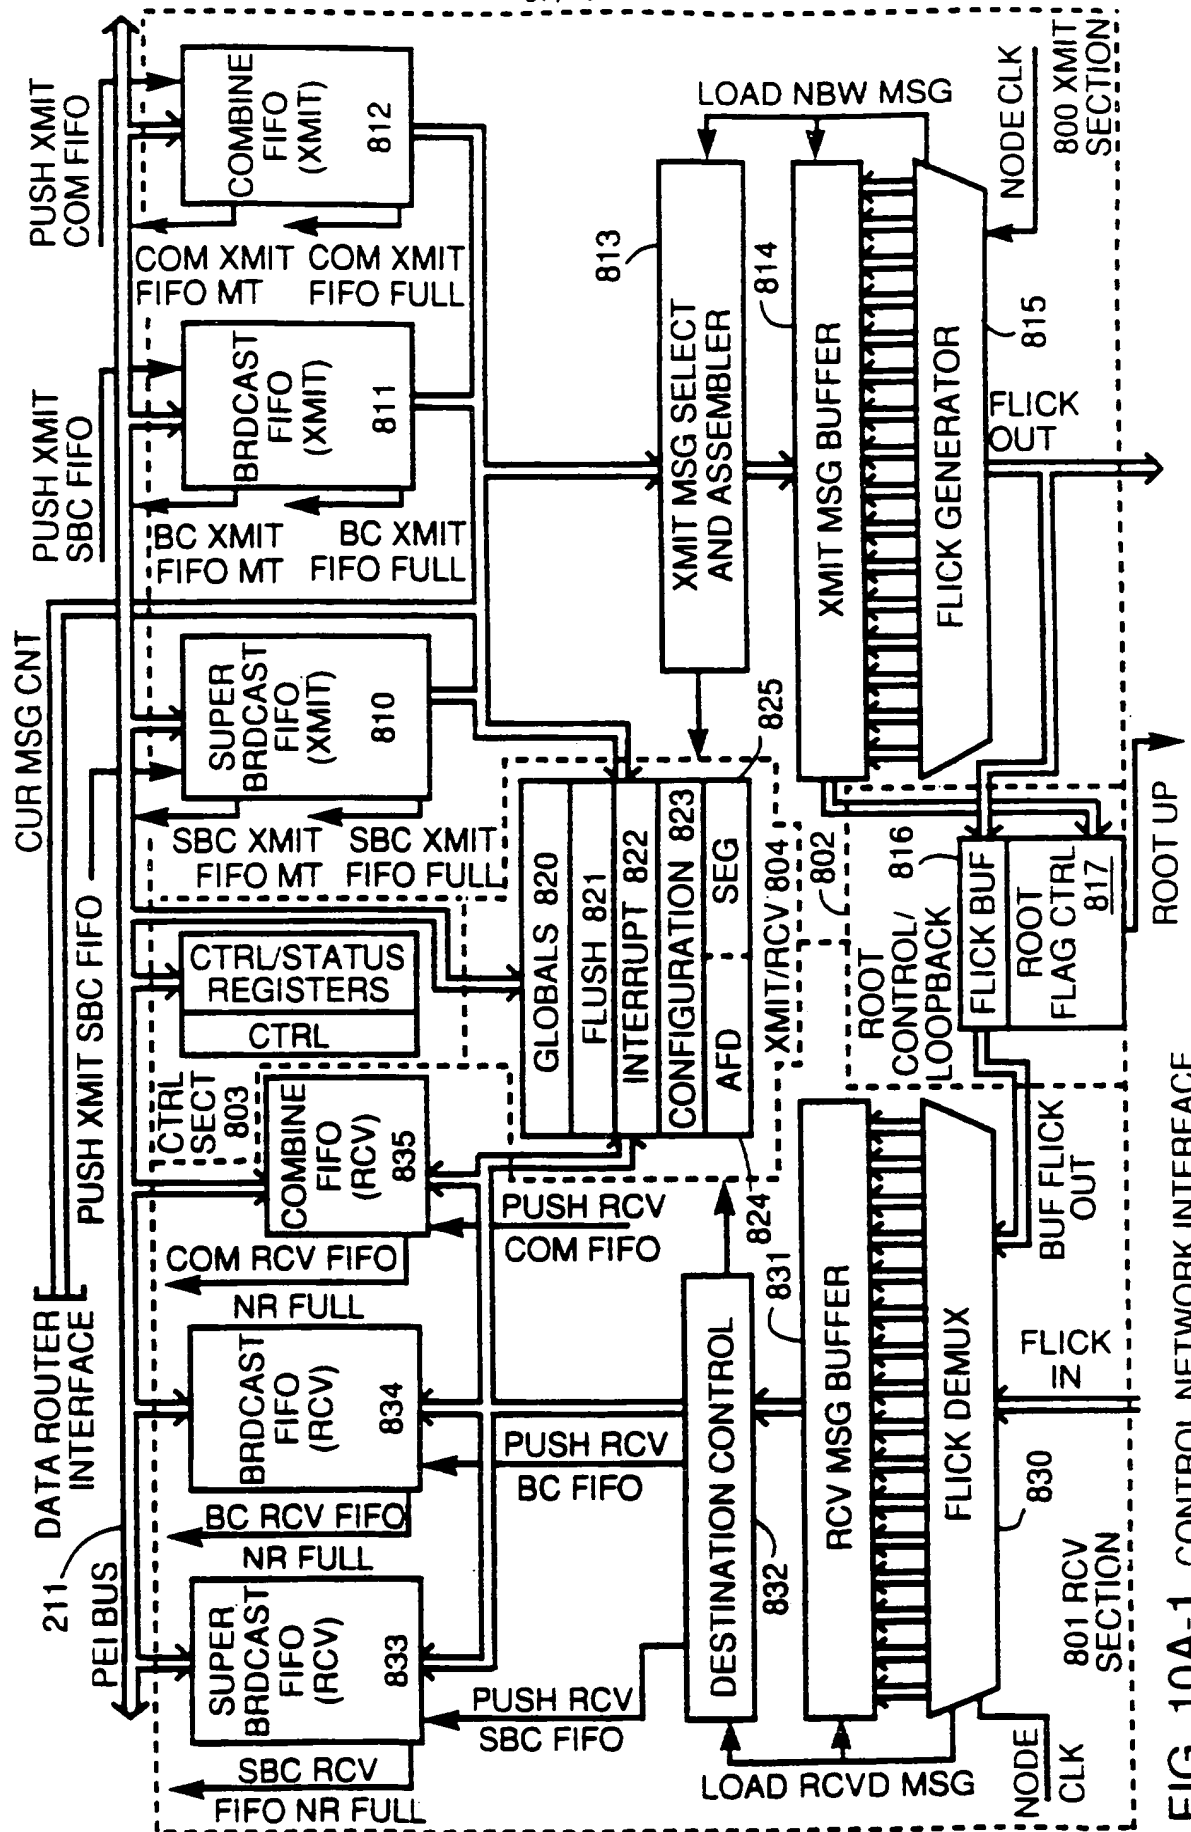 PUSH XMIT
COM FIFO
COMBINE
FIFO
(XMIT)
812
COM XMIT
FIFO MT
COM XMIT
FIFO FULL
PUSH XMIT
SBC FIFO
BRDCAST
FIFO
(XMIT)
811
BC XMIT
FIFO MT
BC XMIT
FIFO FULL
CUR MSG CNT
SUPER
BRDCAST
FIFO
(XMIT)
810
SBC XMIT
FIFO MT
SBC XMIT
FIFO FULL
PUSH XMIT SBC FIFO
CTRL/STATUS
REGISTERS
CTRL
CTRL
SECT
803
DATA ROUTER
INTERFACE
211
PEI BUS
COMBINE
FIFO
(RCV)
835
COM RCV FIFO
NR FULL
PUSH RCV
COM FIFO
BRDCAST
FIFO
(RCV)
834
BC RCV FIFO
NR FULL
PUSH RCV
BC FIFO
SUPER
BRDCAST
FIFO
(RCV)
833
SBC RCV
FIFO NR FULL
PUSH RCV
SBC FIFO
GLOBALS 820
FLUSH 821
INTERRUPT 822
CONFIGURATION 823
AFD
SEG
824
825
XMIT/RCV 804
802
LOAD NBW MSG
813
XMIT MSG SELECT
AND ASSEMBLER
814
XMIT MSG BUFFER
FLICK GENERATOR
815
NODE CLK
800 XMIT
SECTION
FLICK
OUT
ROOT
CONTROL/
LOOPBACK
816
FLICK BUF
ROOT
FLAG CTRL
817
ROOT UP
DESTINATION CONTROL
832
831
RCV MSG BUFFER
FLICK DEMUX
830
BUF FLICK
OUT
FLICK
IN
LOAD RCVD MSG
NODE
CLK
801 RCV
SECTION
FIG. 10A-1 CONTROL NETWORK INTERFACE